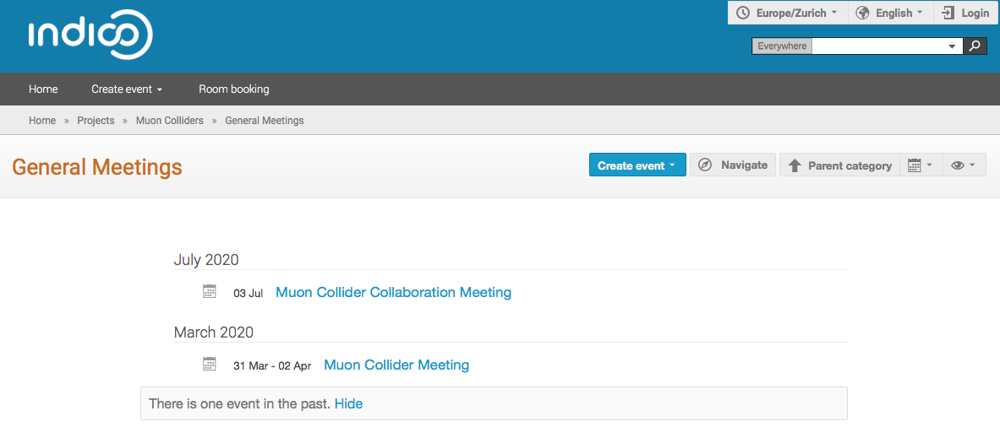 indico
Europe/Zurich English Login
Everywhere
Home Create event Room booking
Home » Projects » Muon Colliders » General Meetings
General Meetings
Create event Navigate Parent category
July 2020
03 Jul Muon Collider Collaboration Meeting
March 2020
31 Mar - 02 Apr Muon Collider Meeting
There is one event in the past. Hide